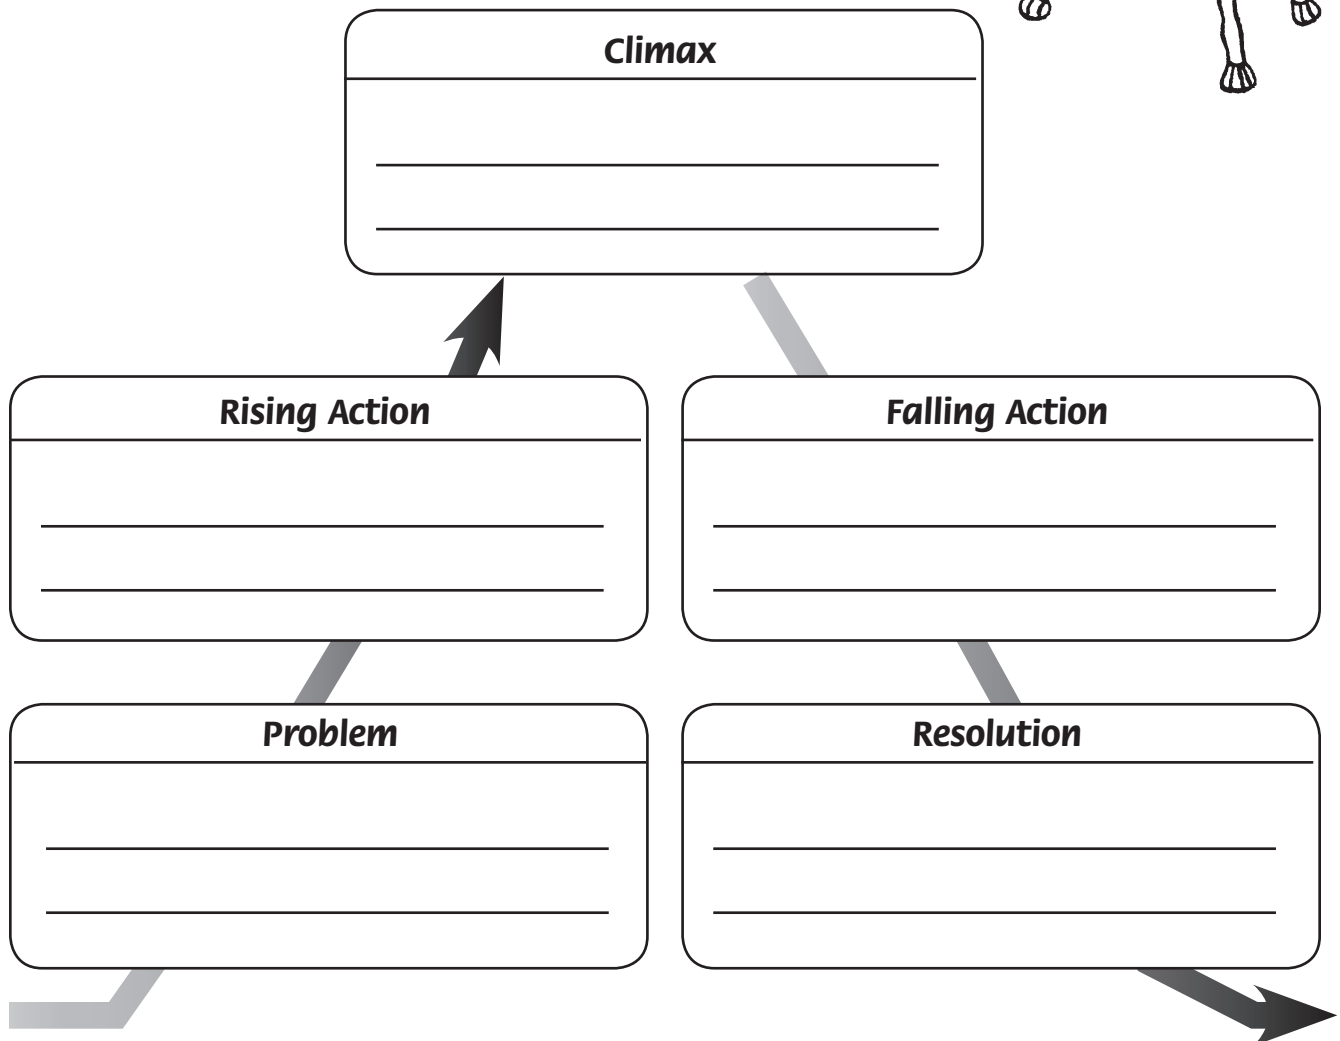 Climax
Rising Action
Falling Action
Problem
Resolution